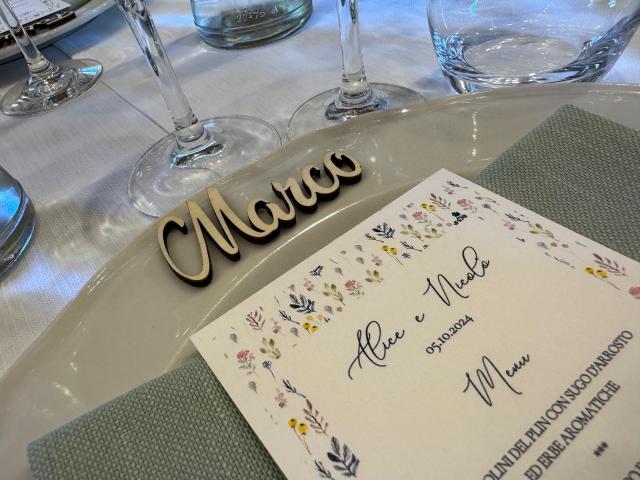 Marco
Alice e Nicolò
05.10.2024
Menu
OLINI DEL PLIN CON SUGO D'ARROSTO
ED ERBE AROMATICHE
***